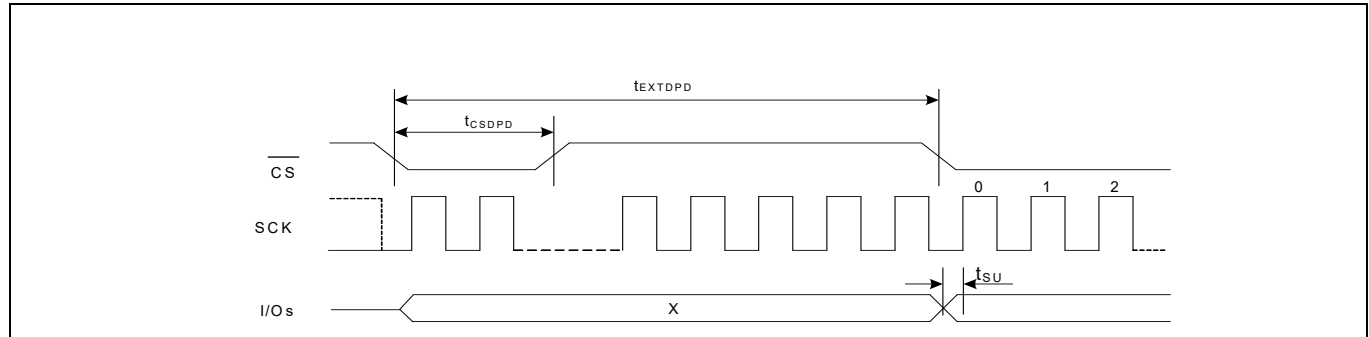 tEXTDPD
tCSDPD
CS
0 1 2
SCK
tSU
I/Os X